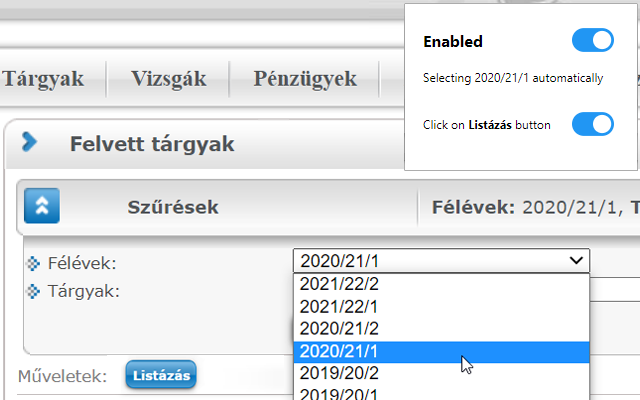 Enabled
Selecting 2020/21/1 automatically
Click on Listázás button
Tárgyak Vizsgák Pénzügyek
Felvett tárgyak
Szűrések Félévek: 2020/21/1, T
Félévek: 2020/21/1
Tárgyak:
2021/22/2
2021/22/1
2020/21/2
2020/21/1
2019/20/2
2019/20/1
Műveletek: Listázás